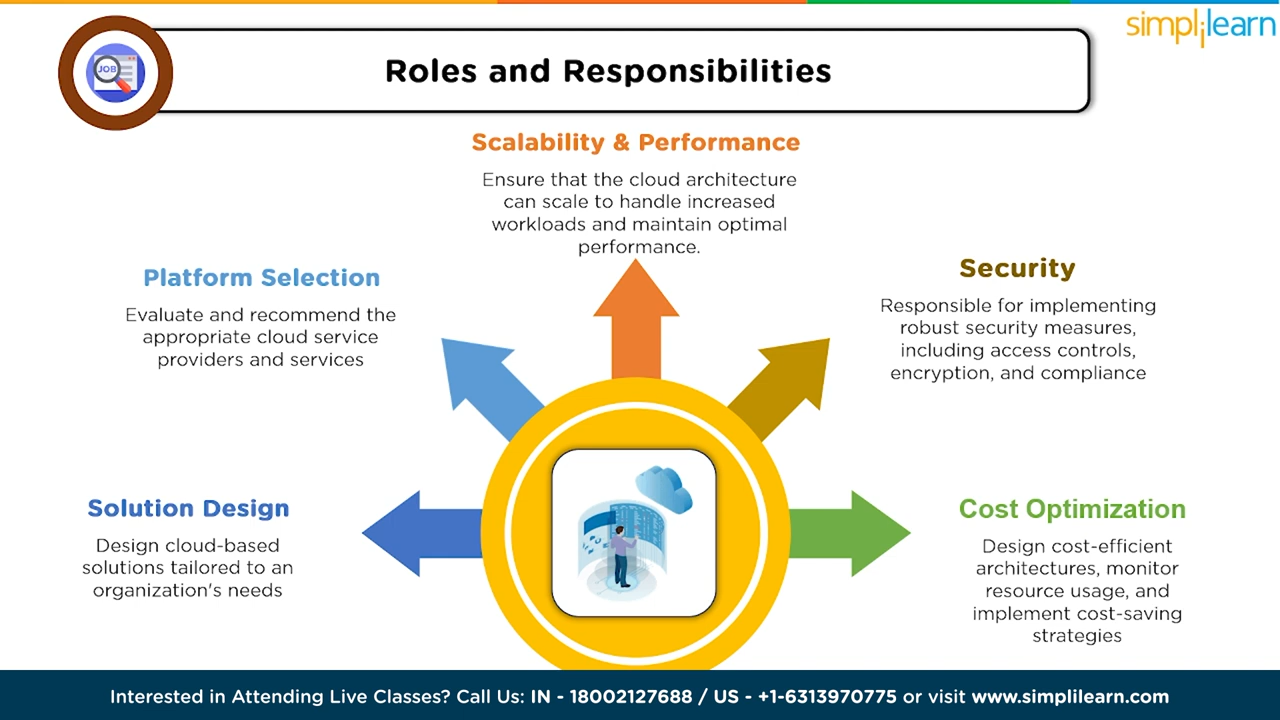 simplilearn
JOB
Roles and Responsibilities
Scalability & Performance
Ensure that the cloud architecture
can scale to handle increased
workloads and maintain optimal
performance.
Platform Selection
Evaluate and recommend the
appropriate cloud service
providers and services
Security
Responsible for implementing
robust security measures,
including access controls,
encryption, and compliance
Solution Design
Design cloud-based
solutions tailored to an
organization's needs
Cost Optimization
Design cost-efficient
architectures, monitor
resource usage, and
implement cost-saving
strategies
Interested in Attending Live Classes? Call Us: IN - 18002127688 / US - +1-6313970775 or visit www.simplilearn.com